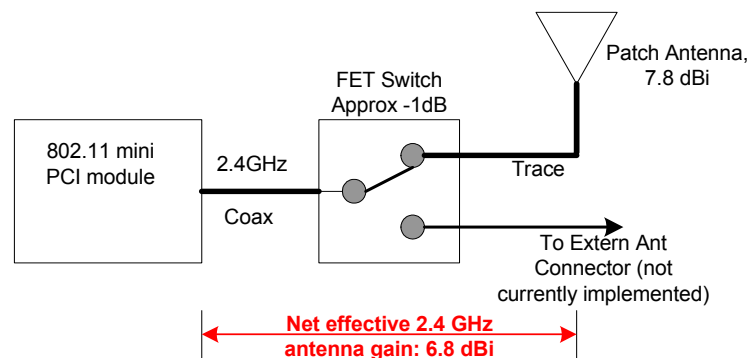 Patch Antenna,
7.8 dBi
FET Switch
Approx -1dB
802.11 mini
PCI module
2.4GHz
Coax
Trace
To Extern Ant
Connector (not
currently implemented)
Net effective 2.4 GHz
antenna gain: 6.8 dBi